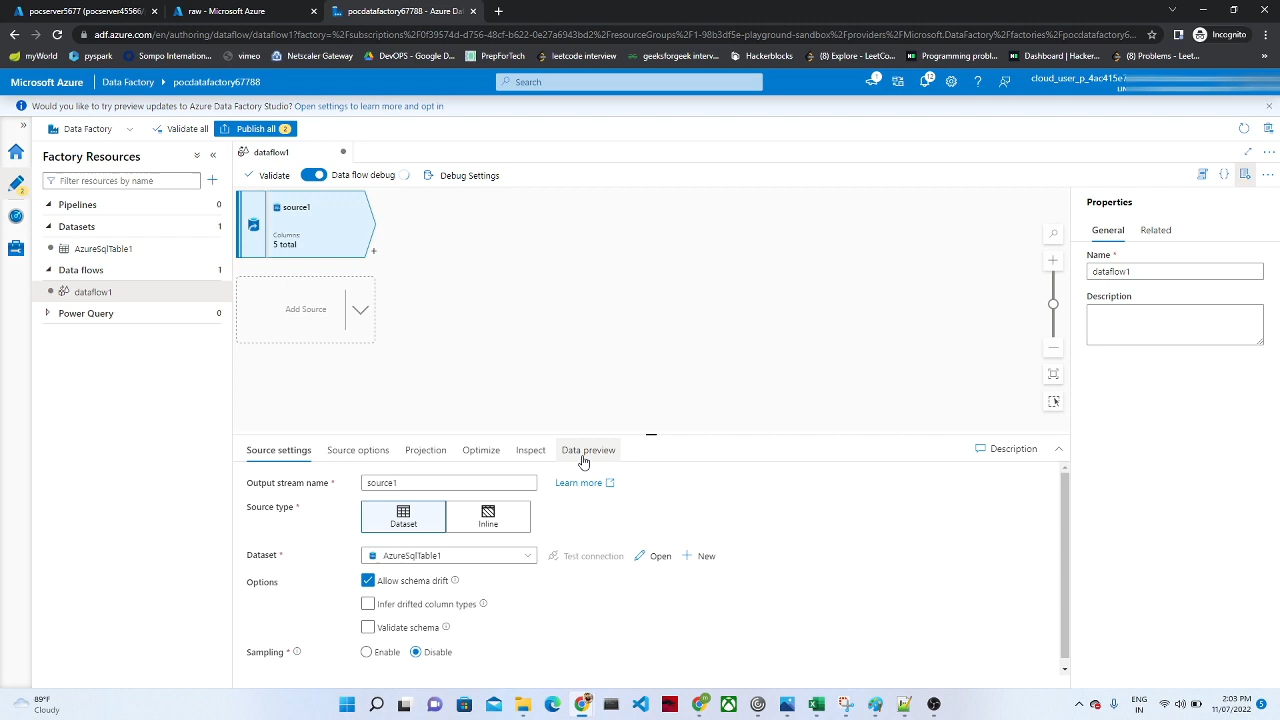 pocserver5677 (pocserver45566/ × raw - Microsoft Azure × pocdatafactory67788 - Azure Dat ×
adf.azure.com/en/authoring/dataflow/dataflow1?factory=%2Fsubscriptions%2F0f39574d-d756-48cf-b622-0e27a6943bd2%2FresourceGroups%2F1-98b3df5e-playground-sandbox%2Fproviders%2FMicrosoft.DataFactory%2Ffactories%2Fpocdatafactory6... Incognito
myWork pyspark Sompo Internation... vimeo Netscaler Gateway DevOPS - Google D... PrepForTech leetcode interview geeksforgeek interv... Hackerblocks (8) Explore - LeetCo... Programming Dashboard | Hacker... (8) Problems - Leet... »
Microsoft Azure Data Factory pocdatafactory67788 Search 1 12 cloud_user_p_4ac415e7
Would you like to try preview updates to Azure Data Factory Studio? Open settings to learn more and opt in
Data Factory Validate all Publish all 2
Factory Resources
Filter resources by name
Pipelines 0
Datasets 1
AzureSqlTable1
Data flows 1
dataflow1
Power Query 0
dataflow1
Validate Data flow debug Debug Settings
source1
Columns:
5 total
Add Source
Properties
General Related
Name *
dataflow1
Description
Source settings Source options Projection Optimize Inspect Data preview Description
Output stream name * source1 Learn more
Source type * Dataset Inline
Dataset * AzureSqlTable1 Test connection Open New
Options Allow schema drift
Infer drifted column types
Validate schema
Sampling * Enable Disable
89°F
Cloudy
ENG
IN
2:03 PM
11/07/2022
5